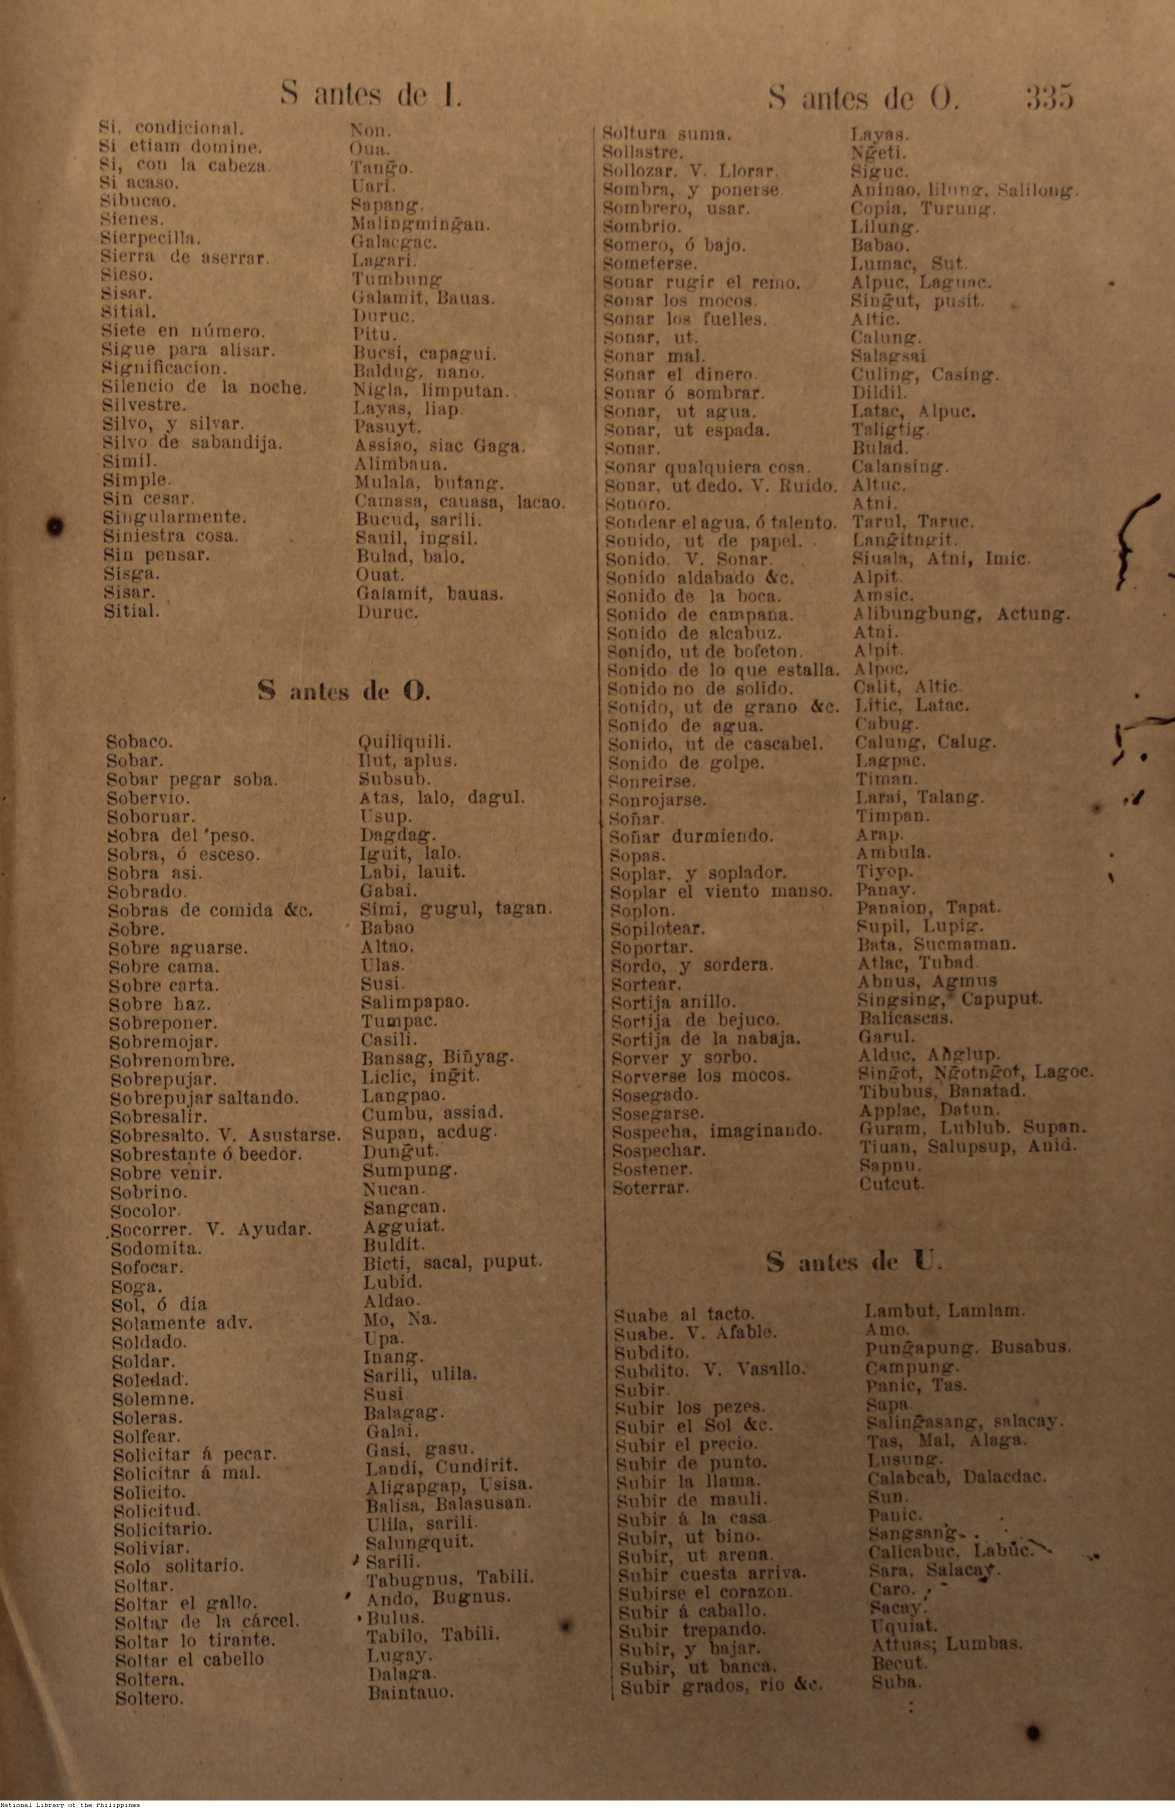 S antes de I.
Si, condicional. Non.
Si etiam domine. Oua.
Si, con la cabeza. Tang̃o.
Si acaso. Uari.
Sibucao. Sapang.
Sienes. Malingming̃an.
Sierpecilla. Galacgac.
Sierra de aserrar. Lagari.
Sieso. Tumbung
Sisar. Galamit, Bauas.
Sitial. Duruc.
Siete en número. Pitu.
Sigue para alisar. Bucsi, capagui.
Significacion. Baldug, nano.
Silencio de la noche. Nigla, limputan.
Silvestre. Layas, liap.
Silvo, y silvar. Pasuyt.
Silvo de sabandija. Assiao, siac Gaga.
Simil. Alimbaua.
Simple. Mulala, butang.
Sin cesar. Camasa, cauasa, lacao.
Singularmente. Bucud, sarili.
Siniestra cosa. Sauil, ingsil.
Sin pensar. Bulad, balo.
Sisga. Ouat.
Sisar. Galamit, bauas.
Sitial. Duruc.
S antes de O.
Sobaco. Quiliquili.
Sobar. Ilut, aplus.
Sobar pegar soba. Subsub.
Sobervio. Atas, lalo, dagul.
Sobornar. Usup.
Sobra del peso. Dagdag.
Sobra, ó esceso. Iguit, lalo.
Sobra asi. Labi, lauit.
Sobrado. Gabai.
Sobras de comida &c. Simi, gugul, tagan.
Sobre. Babao
Sobre aguarse. Altao.
Sobre cama. Ulas.
Sobre carta. Susi.
Sobre haz. Salimpapao.
Sobreponer. Tumpac.
Sobremojar. Casili.
Sobrenombre. Bansag, Biñyag.
Sobrepujar. Liclic, ing̃it.
Sobrepujar saltando. Langpao.
Sobresalir. Cumbu, assiad.
Sobresalto. V. Asustarse. Supan, acdug.
Sobrestante ó beedor. Dung̃ut.
Sobre venir. Sumpung.
Sobrino. Nucan.
Socolor. Sangcan.
Socorrer. V. Ayudar. Agguiat.
Sodomita. Buldit.
Sofocar. Bicti, sacal, puput.
Soga. Lubid.
Sol, ó dia Aldao.
Solamente adv. Mo, Na.
Soldado. Upa.
Soldar. Inang.
Soledad. Sarili, ulila.
Solemne. Susi
Soleras. Balagag.
Solfear. Galai.
Solicitar á pecar. Gasi, gasu.
Solicitar á mal. Landi, Cundirit.
Solicito. Aligapgap, Usisa.
Solicitud. Balisa, Balasusan.
Solicitario. Ulila, sarili.
Soliviar. Salungquit.
Solo solitario. Sarili.
Soltar. Tabugnus, Tabili.
Soltar el gallo. Ando, Bugnus.
Soltar de la cárcel. Bulus.
Soltar lo tirante. Tabilo, Tabili.
Soltar el cabello Lugay.
Soltera. Dalaga.
Soltero. Baintauo.
S antes de O. 335
Soltura suma. Layas.
Sollastre. Ng̃eti.
Sollozar. V. Llorar. Siguc.
Sombra, y ponerse. Aninao, lilung, Salilong.
Sombrero, usar. Copia, Turung.
Sombrio. Lilung.
Somero, ó bajo. Babao.
Someterse. Lumac, Sut.
Sonar rugir el remo. Alpuc, Laguac.
Sonar los mocos. Sing̃ut, pusit.
Sonar los fuelles. Altic.
Sonar, ut. Calung.
Sonar mal. Salagsai
Sonar el dinero. Culing, Casing.
Sonar ó sombrar. Dildil.
Sonar, ut agua. Latac, Alpuc.
Sonar, ut espada. Taligtig.
Sonar. Bulad.
Sonar qualquiera cosa. Calansing.
Sonar, ut dedo. V. Ruido. Altuc.
Sonoro. Atni.
Sondear el agua, ó talento. Tarul, Taruc.
Sonido, ut de papel. Lang̃itngit.
Sonido. V. Sonar. Siuala, Atni, Imic.
Sonido aldabado &c. Alpit.
Sonido de la boca. Amsic.
Sonido de campana. Alibungbung, Actung.
Sonido de alcabuz. Atni.
Sonido, ut de bofeton. Alpit.
Sonido de lo que estalla. Alpoc.
Sonido no de solido. Calit, Altic.
Sonido, ut de grano &c. Litic, Latac.
Sonido de agua. Cabug.
Sonido, ut de cascabel. Calung, Calug.
Sonido de golpe. Lagpac.
Sonreirse. Timan.
Sonrojarse. Larai, Talang.
Soñar. Timpan.
Soñar durmiendo. Arap.
Sopas. Ambula.
Soplar, y soplador. Tiyop.
Soplar el viento manso. Panay.
Soplon. Panaion, Tapat.
Sopilotear. Supil, Lupig.
Soportar. Bata, Sucmaman.
Sordo, y sordera. Atlac, Tubad.
Sortear. Abnus, Agmus
Sortija anillo. Singsing, Capuput.
Sortija de bejuco. Balicascas.
Sortija de la nabaja. Garul.
Sorver y sorbo. Alduc, Añglup.
Sorverse los mocos. Sing̃ot, Ng̃otng̃ot, Lagoc.
Sosegado. Tibubus, Banatad.
Sosegarse. Applac, Datun.
Sospecha, imaginando. Guram, Lublub. Supan.
Sospechar. Tiuan, Salupsup, Anid.
Sostener. Sapnu.
Soterrar. Cutcut.
S antes de U.
Suabe al tacto. Lambut, Lamlam.
Suabe. V. Afable. Amo.
Subdito. Pung̃apung, Busabus.
Subdito. V. Vasallo. Campung.
Subir. Panic, Tas.
Subir los pezes. Sapa.
Subir el Sol &c. Saling̃asang, salacay.
Subir el precio. Tas, Mal, Alaga.
Subir de punto. Lusung.
Subir la llama. Calabcab, Dalacdac.
Subir de mauli. Sun.
Subir á la casa Panic.
Subir, ut bino. Sangsang.
Subir, ut arena. Calicabuc, Labuc.
Subir cuesta arriva. Sara, Salacay.
Subirse el corazon. Caro.
Subir á caballo. Sacay.
Subir trepando. Uquiat.
Subir, y bajar. Attuas; Lumbas.
Subir, ut banca. Becut.
Subir grados, rio &c. Suba.
National Library of the Philippines